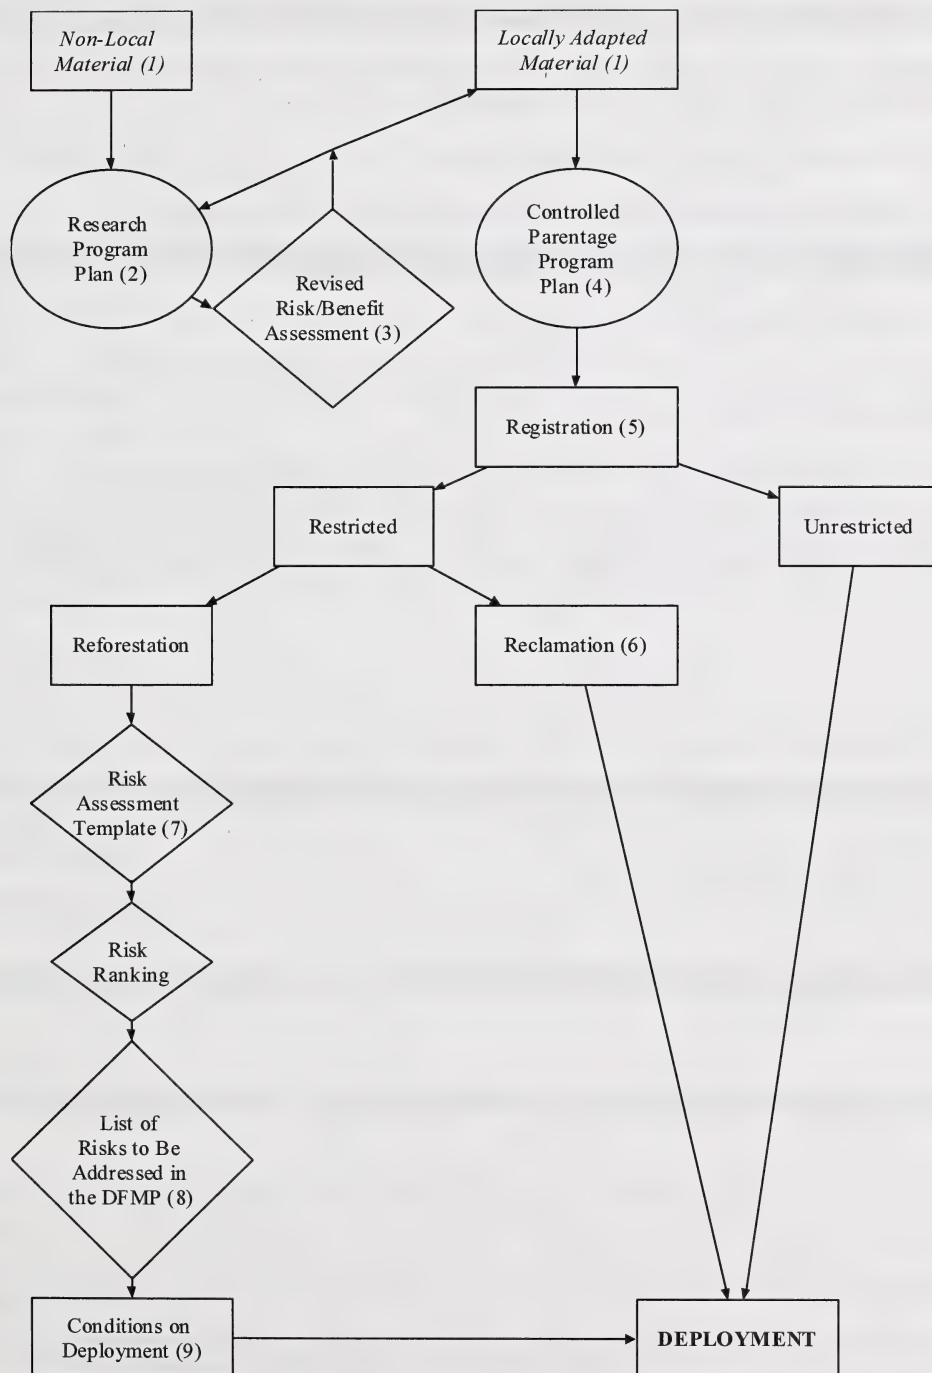 Non-Local
Material (1)
Locally Adapted
Material (1)
Research
Program
Plan (2)
Revised
Risk/Benefit
Assessment (3)
Controlled
Parentage
Program
Plan (4)
Registration (5)
Restricted
Unrestricted
Reforestation
Reclamation (6)
Risk
Assessment
Template (7)
Risk
Ranking
List of
Risks to Be
Addressed in
the DFMP (8)
Conditions on
Deployment (9)
DEPLOYMENT